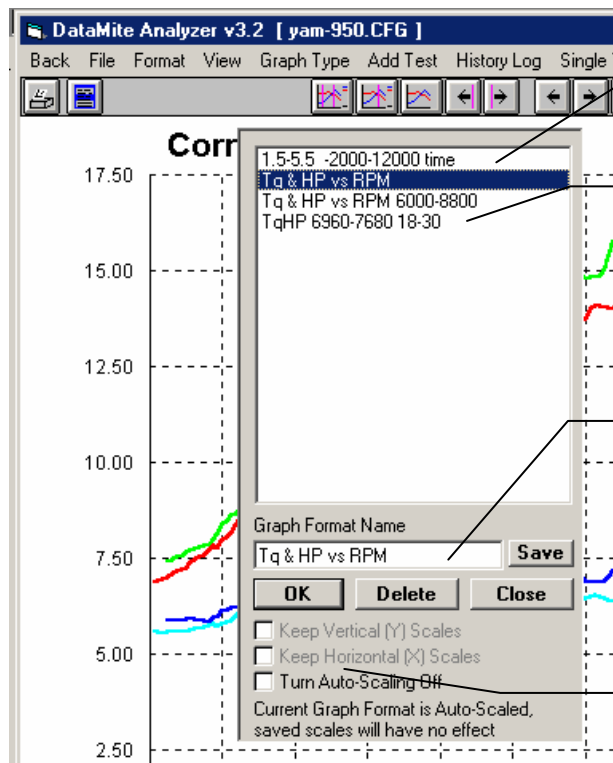 DataMite Analyzer v3.2 [ yam-950.CFG ]
Back File Format View Graph Type Add Test History Log Single
Corr
17.50
15.00
12.50
10.00
7.50
5.00
2.50
1.5-5.5 -2000-12000 time
Tq & HP vs RPM
Tq & HP vs RPM 6000-8800
TqHP 6960-7680 18-30
Graph Format Name
Tq & HP vs RPM
Save
OK Delete Close
Keep Vertical (Y) Scales
Keep Horizontal (X) Scales
Turn Auto-Scaling Off
Current Graph Format is Auto-Scaled,
saved scales will have no effect